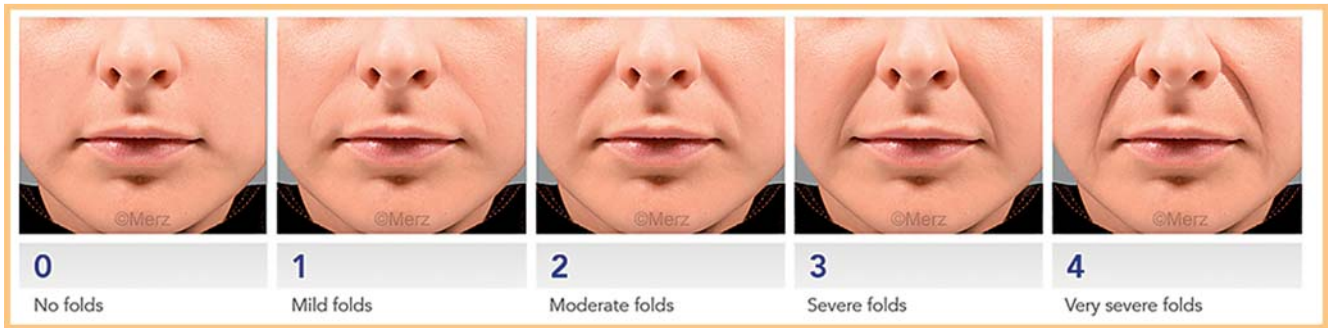 ©Merz ©Merz ©Merz ©Merz ©Merz
0 1 2 3 4
No folds Mild folds Moderate folds Severe folds Very severe folds